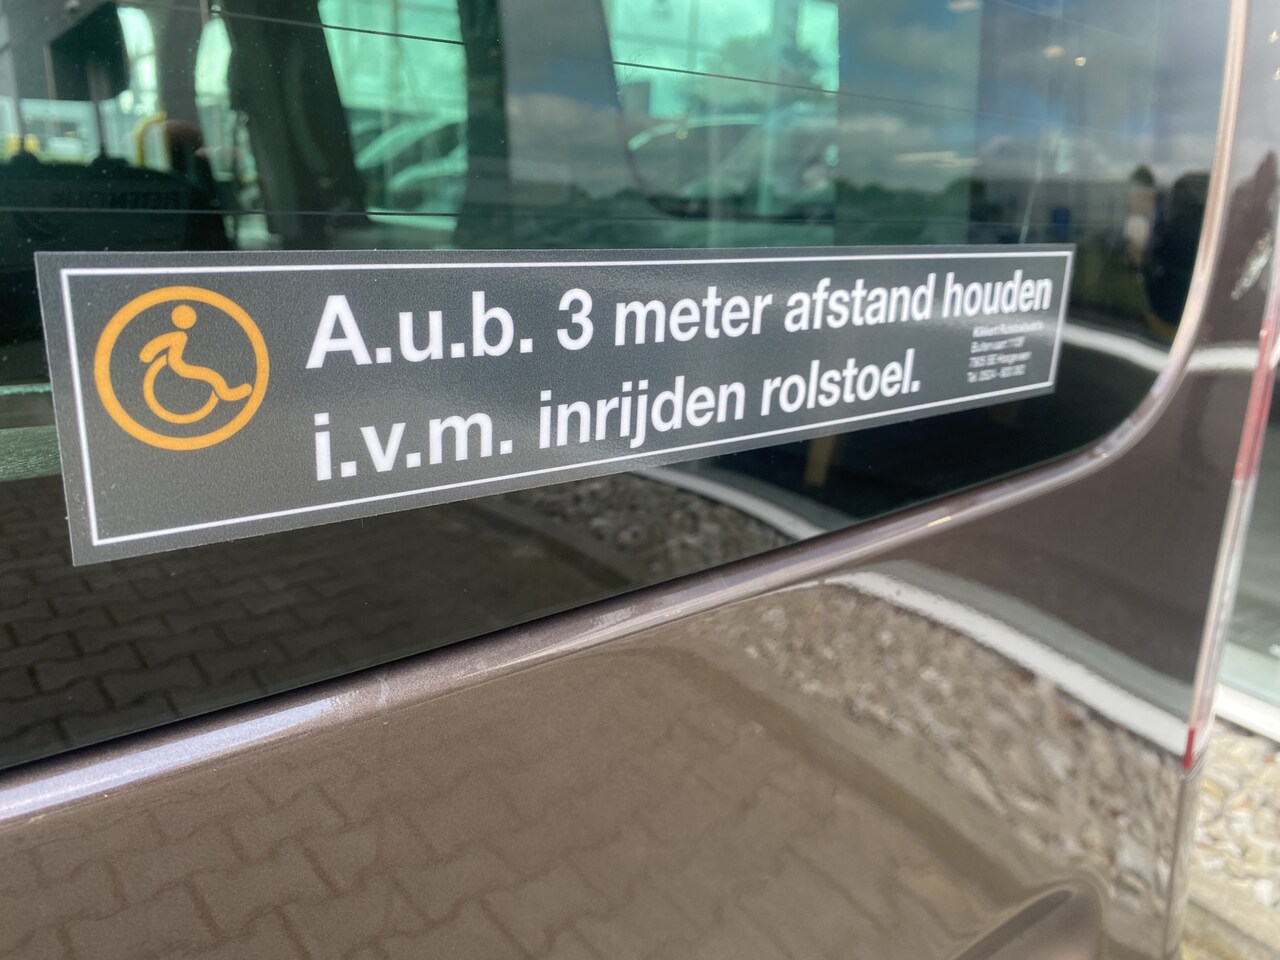 A.u.b. 3 meter afstand houden
i.v.m. inrijden rolstoel.